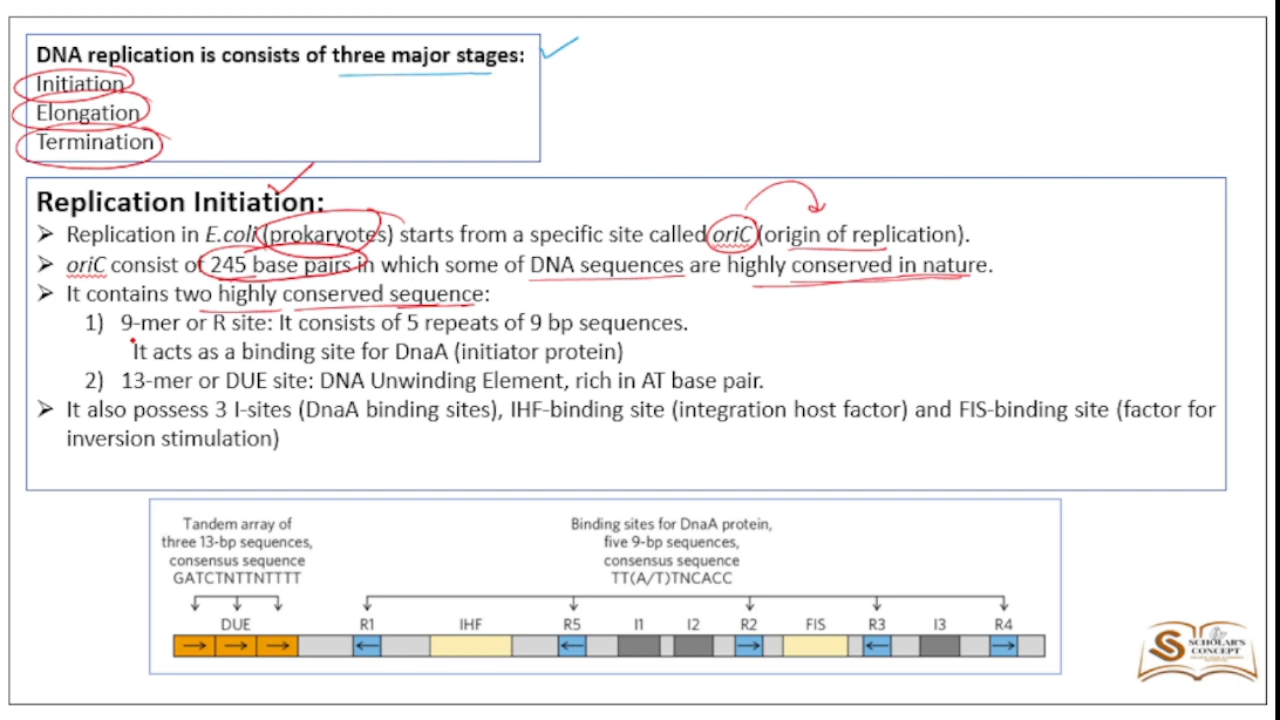 DNA replication is consists of three major stages:
Initiation
Elongation
Termination
Replication Initiation:
➤ Replication in E.coli (prokaryotes) starts from a specific site called oriC (origin of replication).
➤ oriC consist of 245 base pairs in which some of DNA sequences are highly conserved in nature.
➤ It contains two highly conserved sequence:
1) 9-mer or R site: It consists of 5 repeats of 9 bp sequences.
It acts as a binding site for DnaA (initiator protein)
2) 13-mer or DUE site: DNA Unwinding Element, rich in AT base pair.
➤ It also possess 3 I-sites (DnaA binding sites), IHF-binding site (integration host factor) and FIS-binding site (factor for
inversion stimulation)
Tandem array of
three 13-bp sequences,
consensus sequence
GATCTNTTNTTTT
Binding sites for DnaA protein,
five 9-bp sequences,
consensus sequence
TT(A/T)TNCACC
DUE R1 IHF R5 I1 I2 R2 FIS R3 I3 R4
SCHOLAR'S
CONCEPT